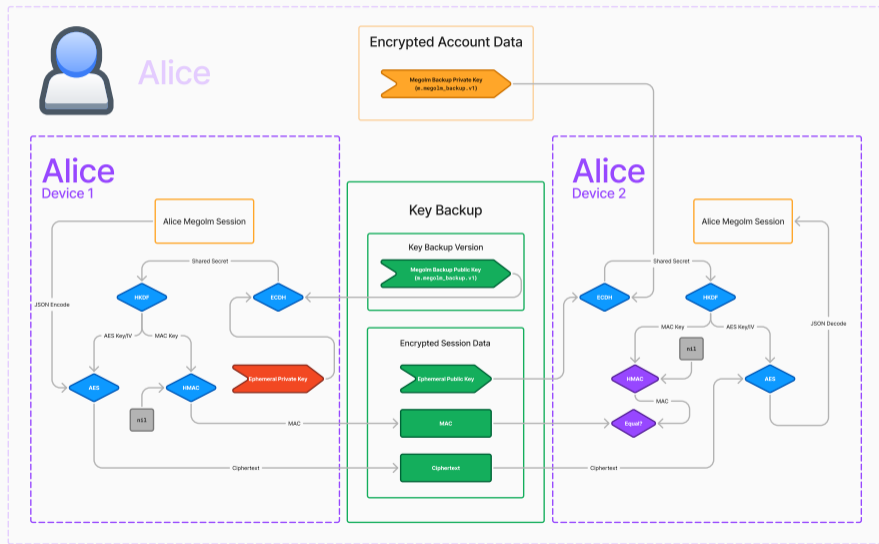 Alice
Encrypted Account Data
Megolm Backup Private Key
(m.megolm_backup.v1)
Alice
Device 1
Alice Megolm Session
Shared Secret
HKDF
ECDH
JSON Encode
AES Key/IV
MAC Key
AES
HMAC
Ephemeral Private Key
nil
MAC
Ciphertext
Key Backup
Key Backup Version
Megolm Backup Public Key
(m.megolm_backup.v1)
Encrypted Session Data
Ephemeral Public Key
MAC
Ciphertext
Alice
Device 2
Alice Megolm Session
Shared Secret
ECDH
HKDF
JSON Decode
MAC Key
AES Key/IV
nil
HMAC
AES
MAC
Equal?
MAC
Ciphertext